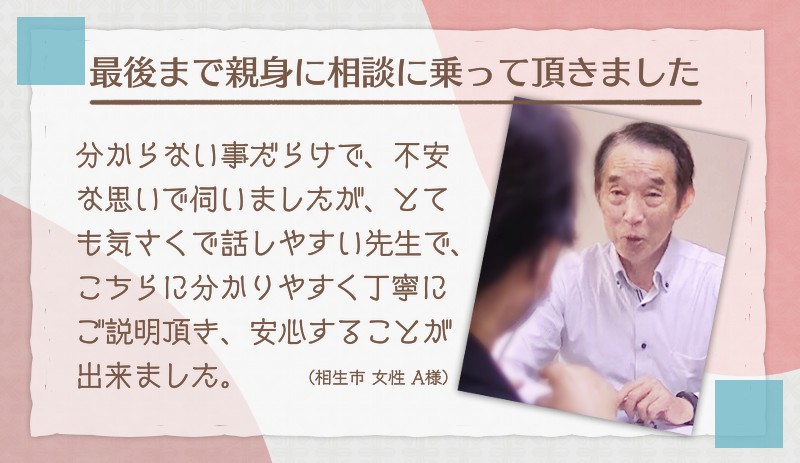 最後まで親身に相談に乗って頂きました
分からない事だらけで、不安
な思いで伺いましたが、とて
も気さくで話しやすい先生で、
こちらに分かりやすく丁寧に
ご説明頂き、安心することが
出来ました。
（相生市 女性 A様）